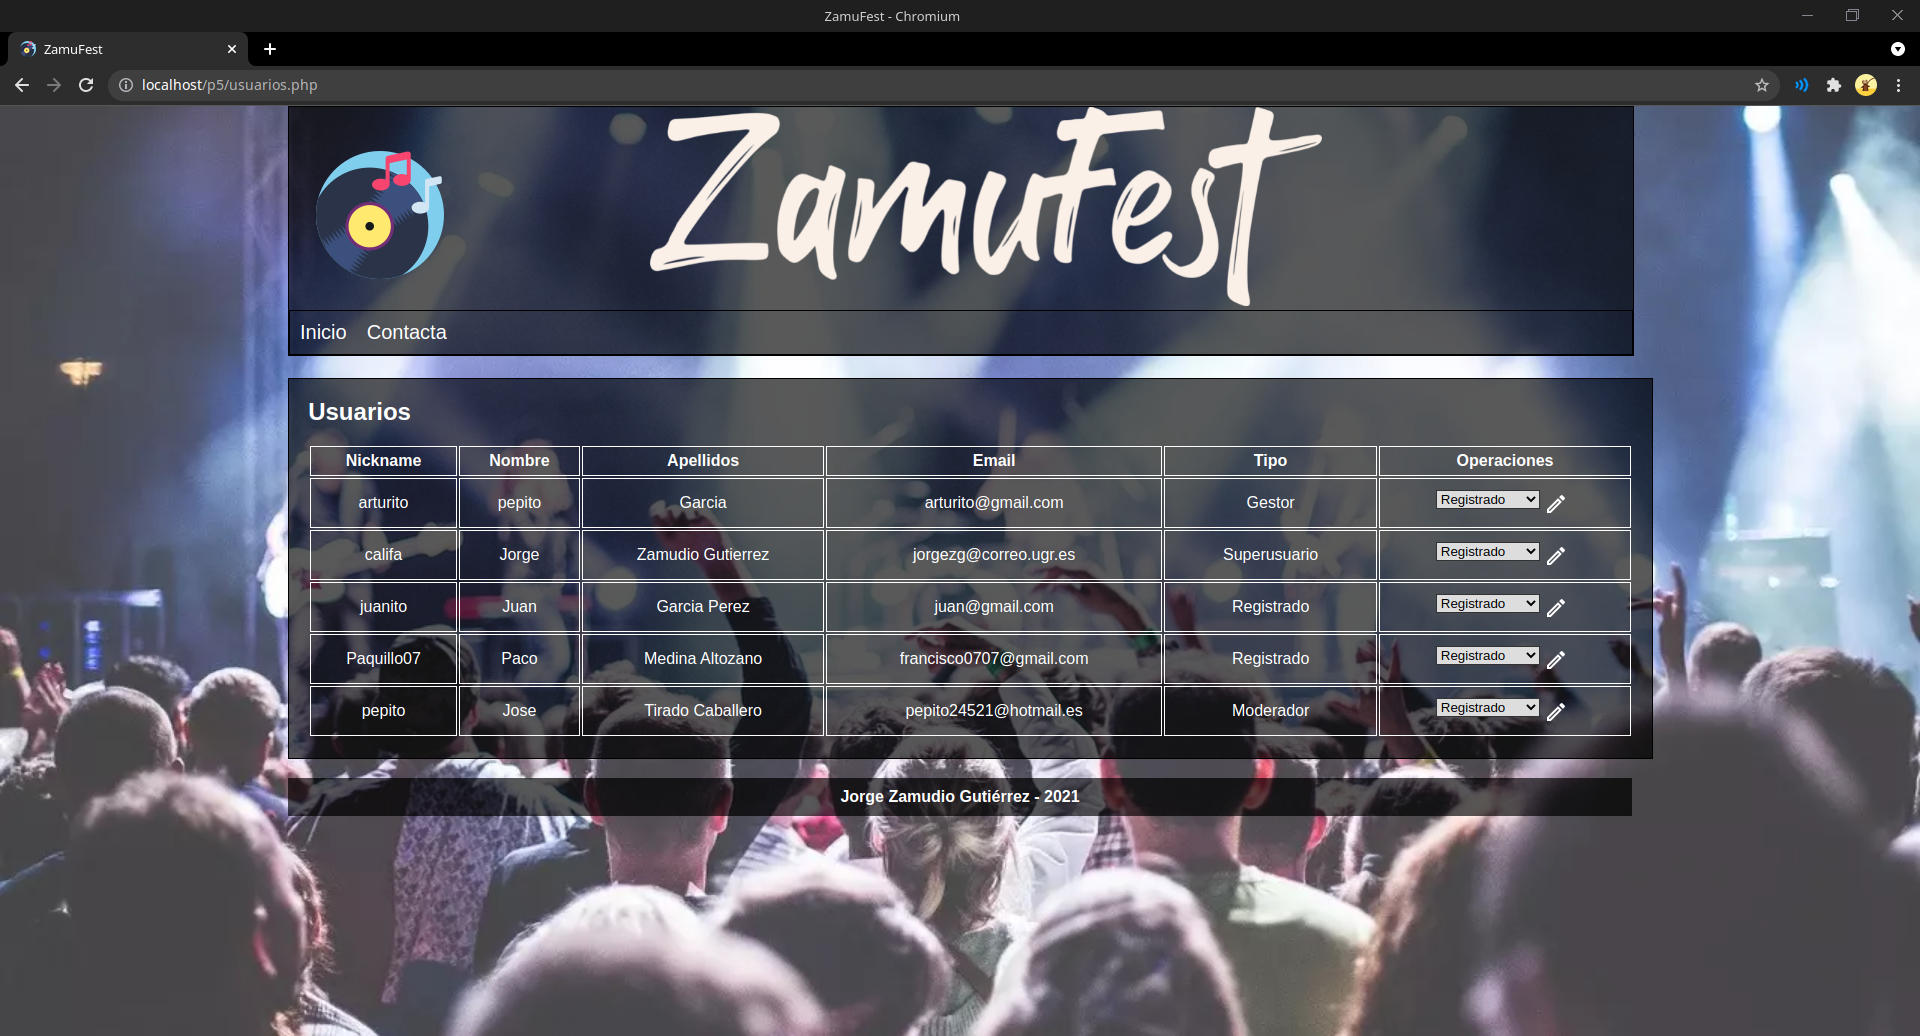 ZamuFest - Chromium
ZamuFest
localhost/p5/usuarios.php
ZamuFest
Inicio Contacta
Usuarios
Nickname Nombre Apellidos Email Tipo Operaciones
arturito pepito Garcia arturito@gmail.com Gestor Registrado
califa Jorge Zamudio Gutierrez jorgezg@correo.ugr.es Superusuario Registrado
juanito Juan Garcia Perez juan@gmail.com Registrado Registrado
Paquillo07 Paco Medina Altozano francisco0707@gmail.com Registrado Registrado
pepito Jose Tirado Caballero pepito24521@hotmail.es Moderador Registrado
Jorge Zamudio Gutiérrez - 2021